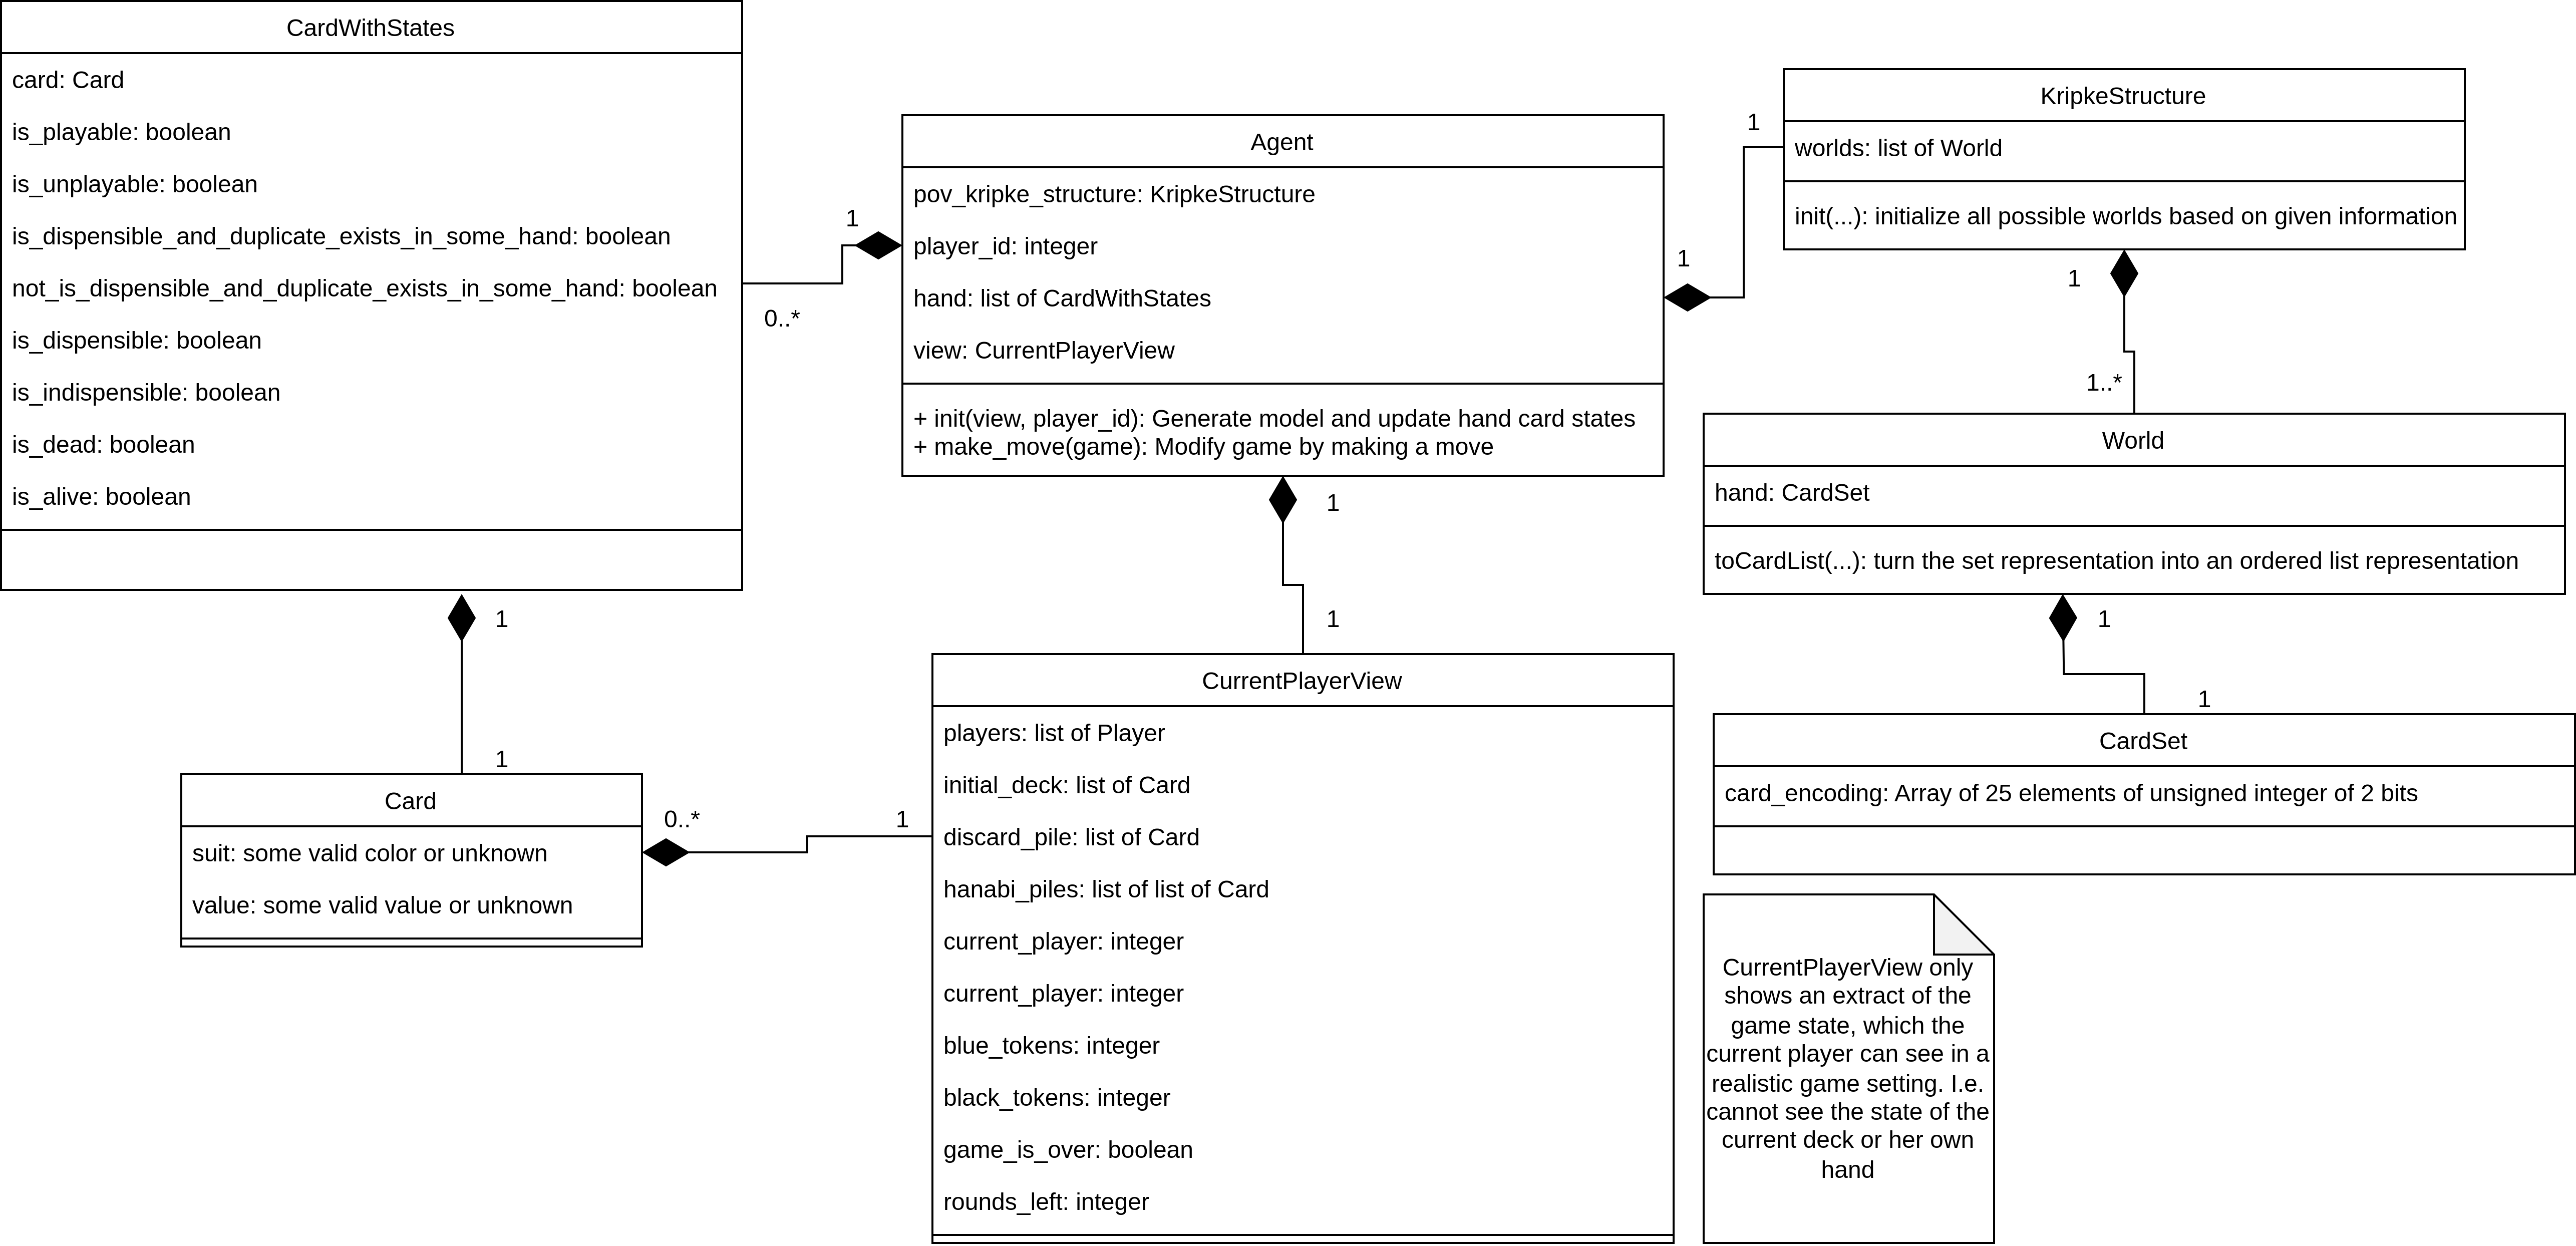 CardWithStates
card: Card
is_playable: boolean
is_unplayable: boolean
is_dispensible_and_duplicate_exists_in_some_hand: boolean
not_is_dispensible_and_duplicate_exists_in_some_hand: boolean
is_dispensible: boolean
is_indispensible: boolean
is_dead: boolean
is_alive: boolean
1
0..*
Agent
pov_kripke_structure: KripkeStructure
player_id: integer
hand: list of CardWithStates
view: CurrentPlayerView
+ init(view, player_id): Generate model and update hand card states
+ make_move(game): Modify game by making a move
1
1
KripkeStructure
worlds: list of World
init(...): initialize all possible worlds based on given information
1
1..*
World
hand: CardSet
toCardList(...): turn the set representation into an ordered list representation
1
1
CardSet
card_encoding: Array of 25 elements of unsigned integer of 2 bits
1
1
Card
suit: some valid color or unknown
value: some valid value or unknown
0..*
1
1
1
CurrentPlayerView
players: list of Player
initial_deck: list of Card
discard_pile: list of Card
hanabi_piles: list of list of Card
current_player: integer
current_player: integer
blue_tokens: integer
black_tokens: integer
game_is_over: boolean
rounds_left: integer
CurrentPlayerView only
shows an extract of the
game state, which the
current player can see in a
realistic game setting. I.e.
cannot see the state of the
current deck or her own
hand